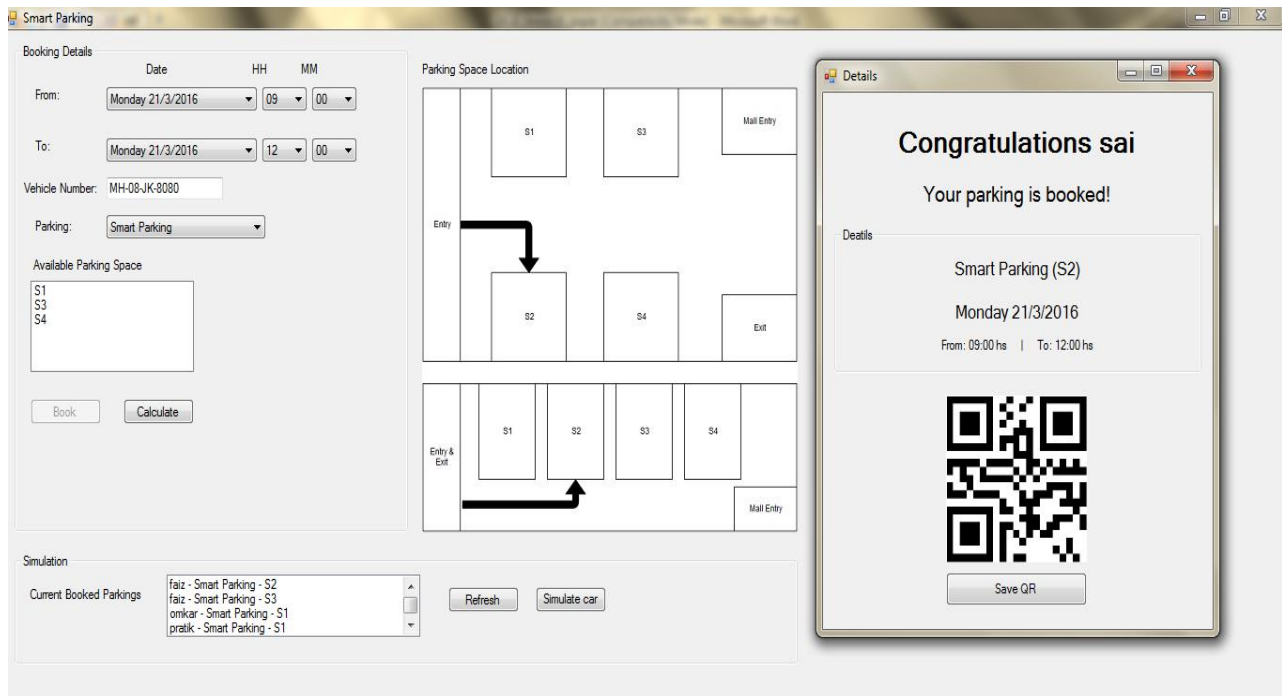 Smart Parking
Booking Details
Date HH MM
From: Monday 21/3/2016 09 00
To: Monday 21/3/2016 12 00
Vehicle Number: MH-08-JK-8080
Parking: Smart Parking
Available Parking Space
S1
S3
S4
Book Calculate
Parking Space Location
S1 S3 Mall Entry
Entry
S2 S4 Exit
S1 S2 S3 S4
Entry &
Exit
Mall Entry
Simulation
Current Booked Parkings
faiz - Smart Parking - S2
faiz - Smart Parking - S3
omkar - Smart Parking - S1
pratik - Smart Parking - S1
Refresh Simulate car
Details
Congratulations sai
Your parking is booked!
Deatils
Smart Parking (S2)
Monday 21/3/2016
From: 09:00 hs | To: 12:00 hs
Save QR